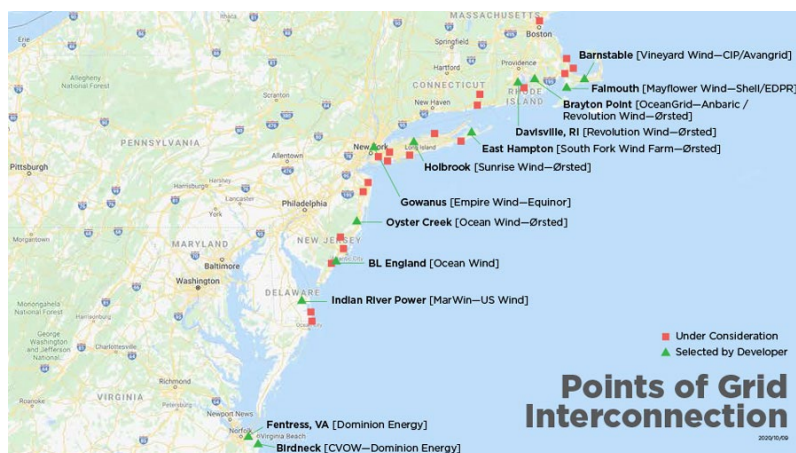 MASSACHUSETTS
Erie
Boston
Springfield
Barnstable [Vineyard Wind—CIP/Avangrid]
Allegheny
National Forest
Hartford
Providence
Scranton
CONNECTICUT
RHODE
ISLAND
Falmouth [Mayflower Wind—Shell/EDPR]
New Haven
Brayton Point [OceanGrid—Anbaric /
Revolution Wind—Ørsted]
Davisville, RI [Revolution Wind—Ørsted]
PENNSYLVANIA
New York
Long Island
East Hampton [South Fork Wind Farm—Ørsted]
Allentown
Pittsburgh
Holbrook [Sunrise Wind—Ørsted]
Gowanus [Empire Wind—Equinor]
Philadelphia
Oyster Creek [Ocean Wind—Ørsted]
NEW JERSEY
MARYLAND
Baltimore
BL England [Ocean Wind]
Washington
DELAWARE
Indian River Power [MarWin—US Wind]
Monongahela
National Forest
Ocean City
George
Washington
and Jefferson
National Forest
Charlottesville
Under Consideration
Selected by Developer
Richmond
VIRGINIA
Roanoke
Petersburg
Points of Grid
Interconnection
Newport News
Fentress, VA [Dominion Energy]
Norfolk
Virginia Beach
Birdneck [CVOW—Dominion Energy]
2020/10/09